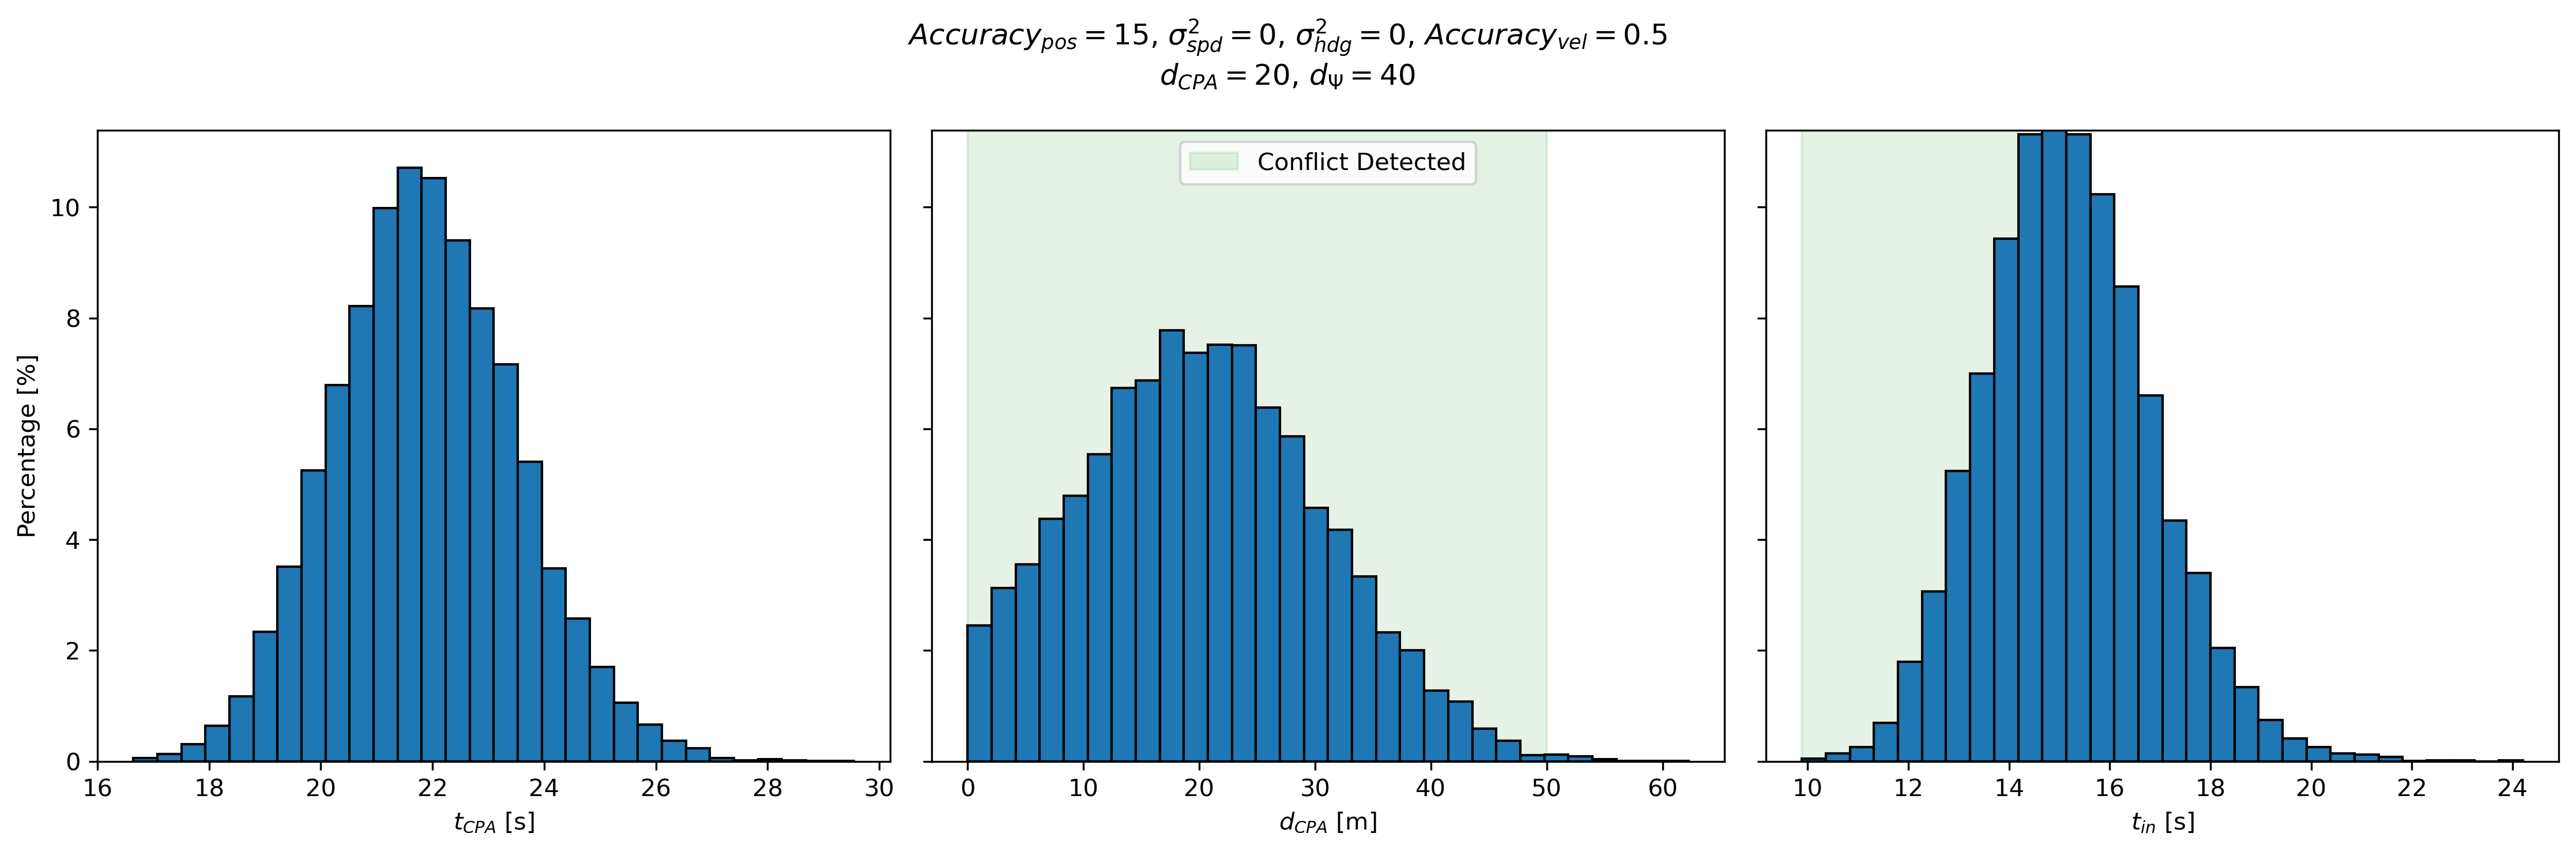 Accuracy_pos = 15, σ²_spd = 0, σ²_hdg = 0, Accuracy_vel = 0.5
d_CPA = 20, d_Ψ = 40
Conflict Detected
Percentage [%]
0
2
4
6
8
10
16 18 20 22 24 26 28 30
t_CPA [s]
0 10 20 30 40 50 60
d_CPA [m]
10 12 14 16 18 20 22 24
t_in [s]